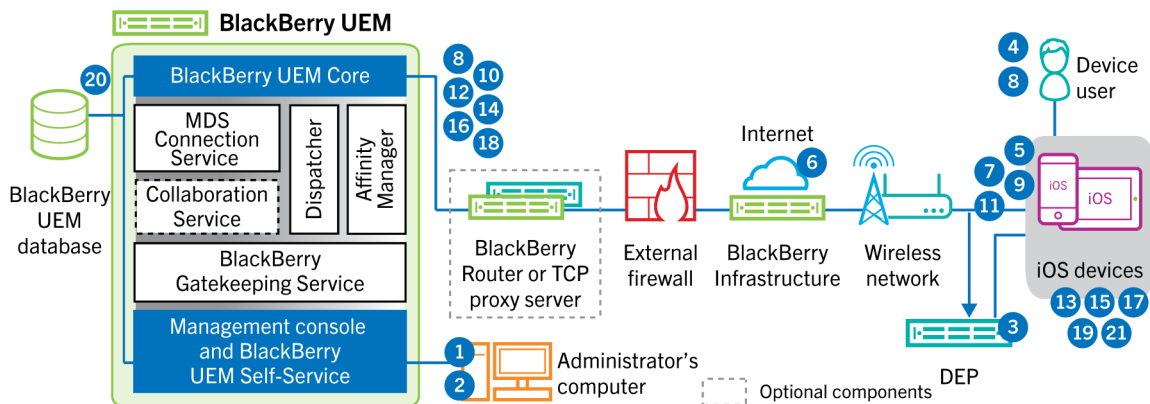 BlackBerry UEM
20
BlackBerry UEM Core
MDS
Connection
Service
Collaboration
Service
Dispatcher
Affinity
Manager
BlackBerry
Gatekeeping Service
Management console
and BlackBerry
UEM Self-Service
BlackBerry
UEM
database
8
10
12
14
16
18
BlackBerry
Router or TCP
proxy server
1
2
Administrator's
computer
External
firewall
Internet
6
BlackBerry
Infrastructure
Wireless
network
4
8
Device
user
5
7
9
11
iOS
iOS
iOS devices
13
15
17
19
21
3
DEP
Optional components